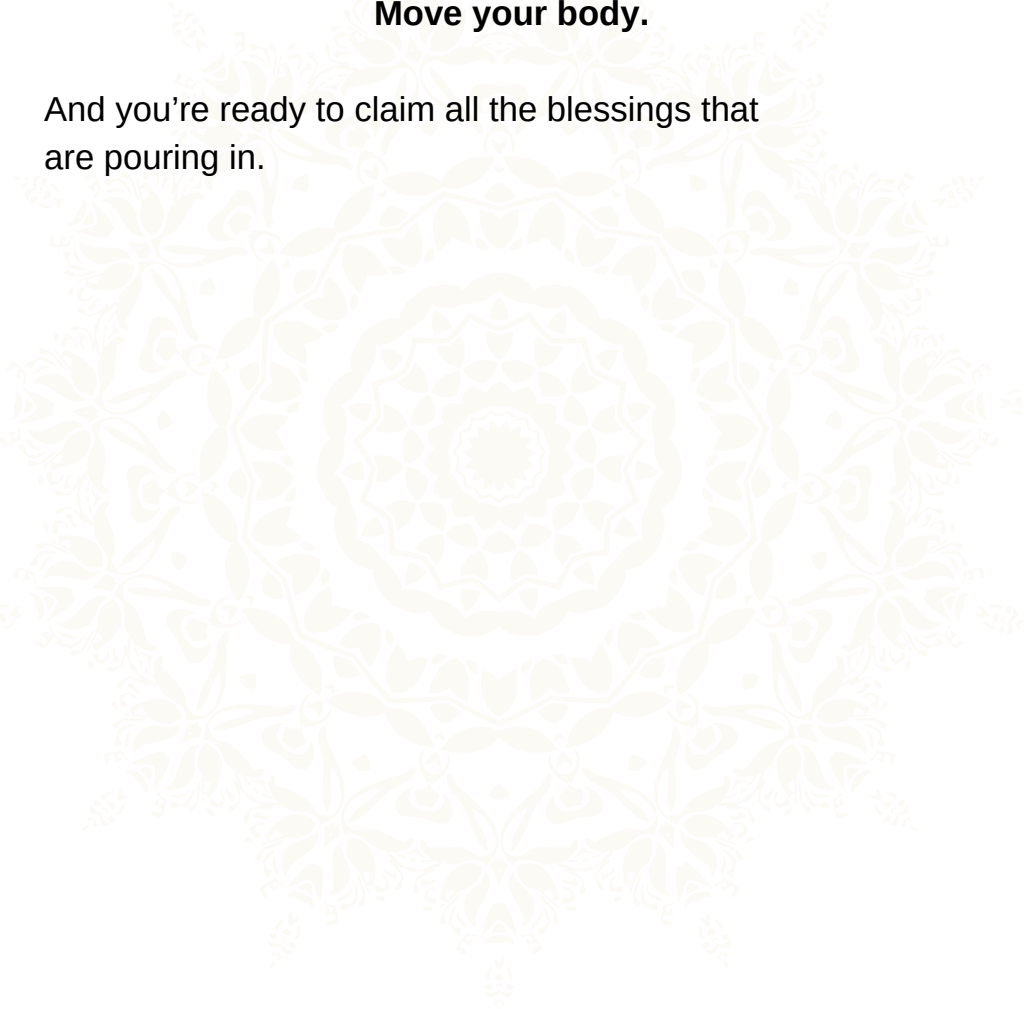 Move your body.
And you’re ready to claim all the blessings that
are pouring in.